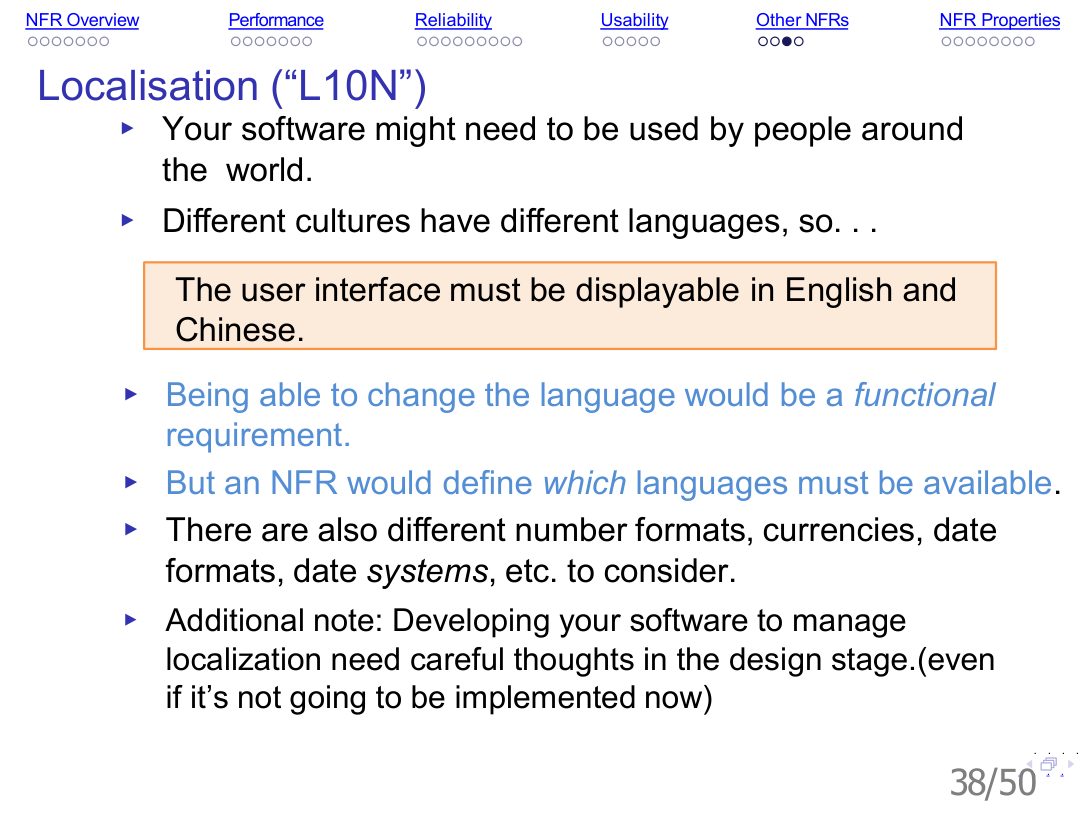 NFR Overview Performance Reliability Usability Other NFRs NFR Properties
Localisation (“L10N”)
▸ Your software might need to be used by people around
the world.
▸ Different cultures have different languages, so. . .
The user interface must be displayable in English and
Chinese.
▸ Being able to change the language would be a functional
requirement.
▸ But an NFR would define which languages must be available.
▸ There are also different number formats, currencies, date
formats, date systems, etc. to consider.
▸ Additional note: Developing your software to manage
localization need careful thoughts in the design stage.(even
if it’s not going to be implemented now)
38/50